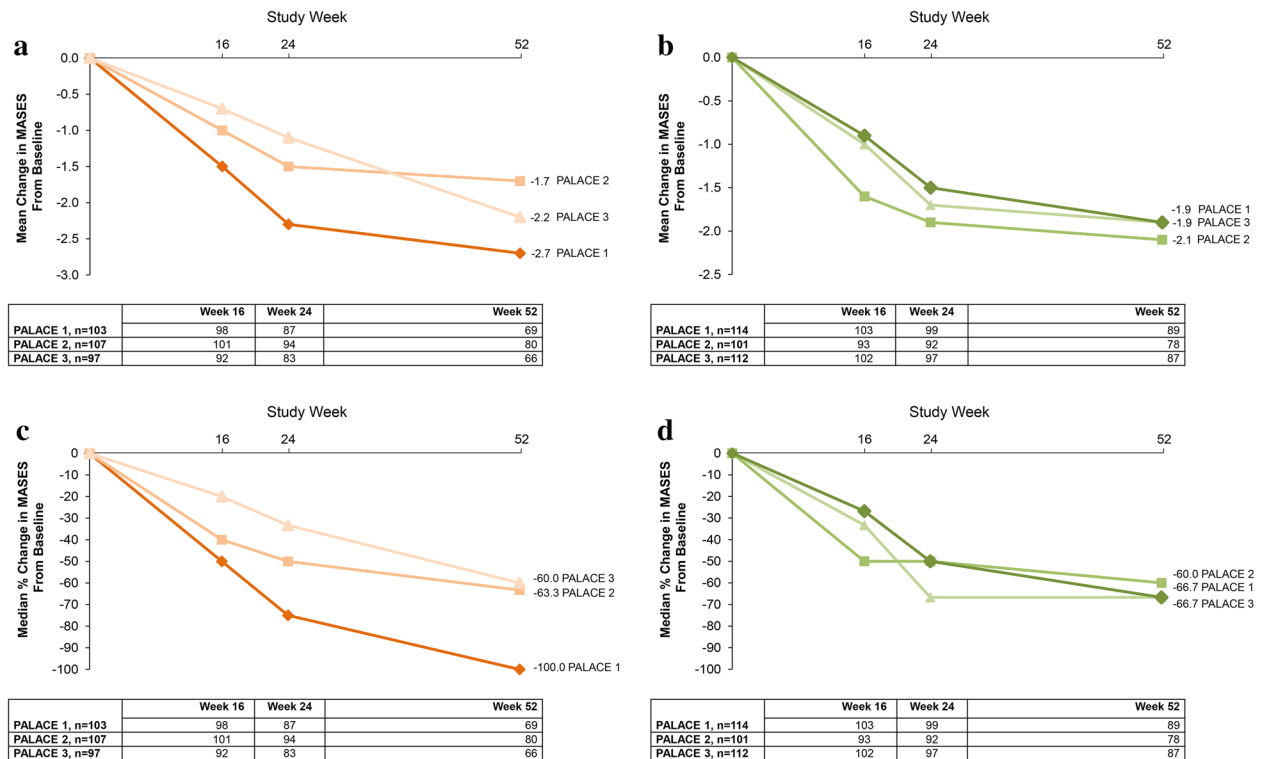 a
Study Week
16 24 52
Mean Change in MASES
From Baseline
0.0
-0.5
-1.0
-1.5
-2.0
-2.5
-3.0
-1.7 PALACE 2
-2.2 PALACE 3
-2.7 PALACE 1
Week 16 Week 24 Week 52
PALACE 1, n=103 98 87 69
PALACE 2, n=107 101 94 80
PALACE 3, n=97 92 83 66
b
Study Week
16 24 52
Mean Change in MASES
From Baseline
0.0
-0.5
-1.0
-1.5
-2.0
-2.5
-1.9 PALACE 1
-1.9 PALACE 3
-2.1 PALACE 2
Week 16 Week 24 Week 52
PALACE 1, n=114 103 99 89
PALACE 2, n=101 93 92 78
PALACE 3, n=112 102 97 87
c
Study Week
16 24 52
Median % Change in MASES
From Baseline
0
-10
-20
-30
-40
-50
-60
-70
-80
-90
-100
-60.0 PALACE 3
-63.3 PALACE 2
-100.0 PALACE 1
Week 16 Week 24 Week 52
PALACE 1, n=103 98 87 69
PALACE 2, n=107 101 94 80
PALACE 3, n=97 92 83 66
d
Study Week
16 24 52
Median % Change in MASES
From Baseline
0
-10
-20
-30
-40
-50
-60
-70
-80
-90
-100
-60.0 PALACE 2
-66.7 PALACE 1
-66.7 PALACE 3
Week 16 Week 24 Week 52
PALACE 1, n=114 103 99 89
PALACE 2, n=101 93 92 78
PALACE 3, n=112 102 97 87